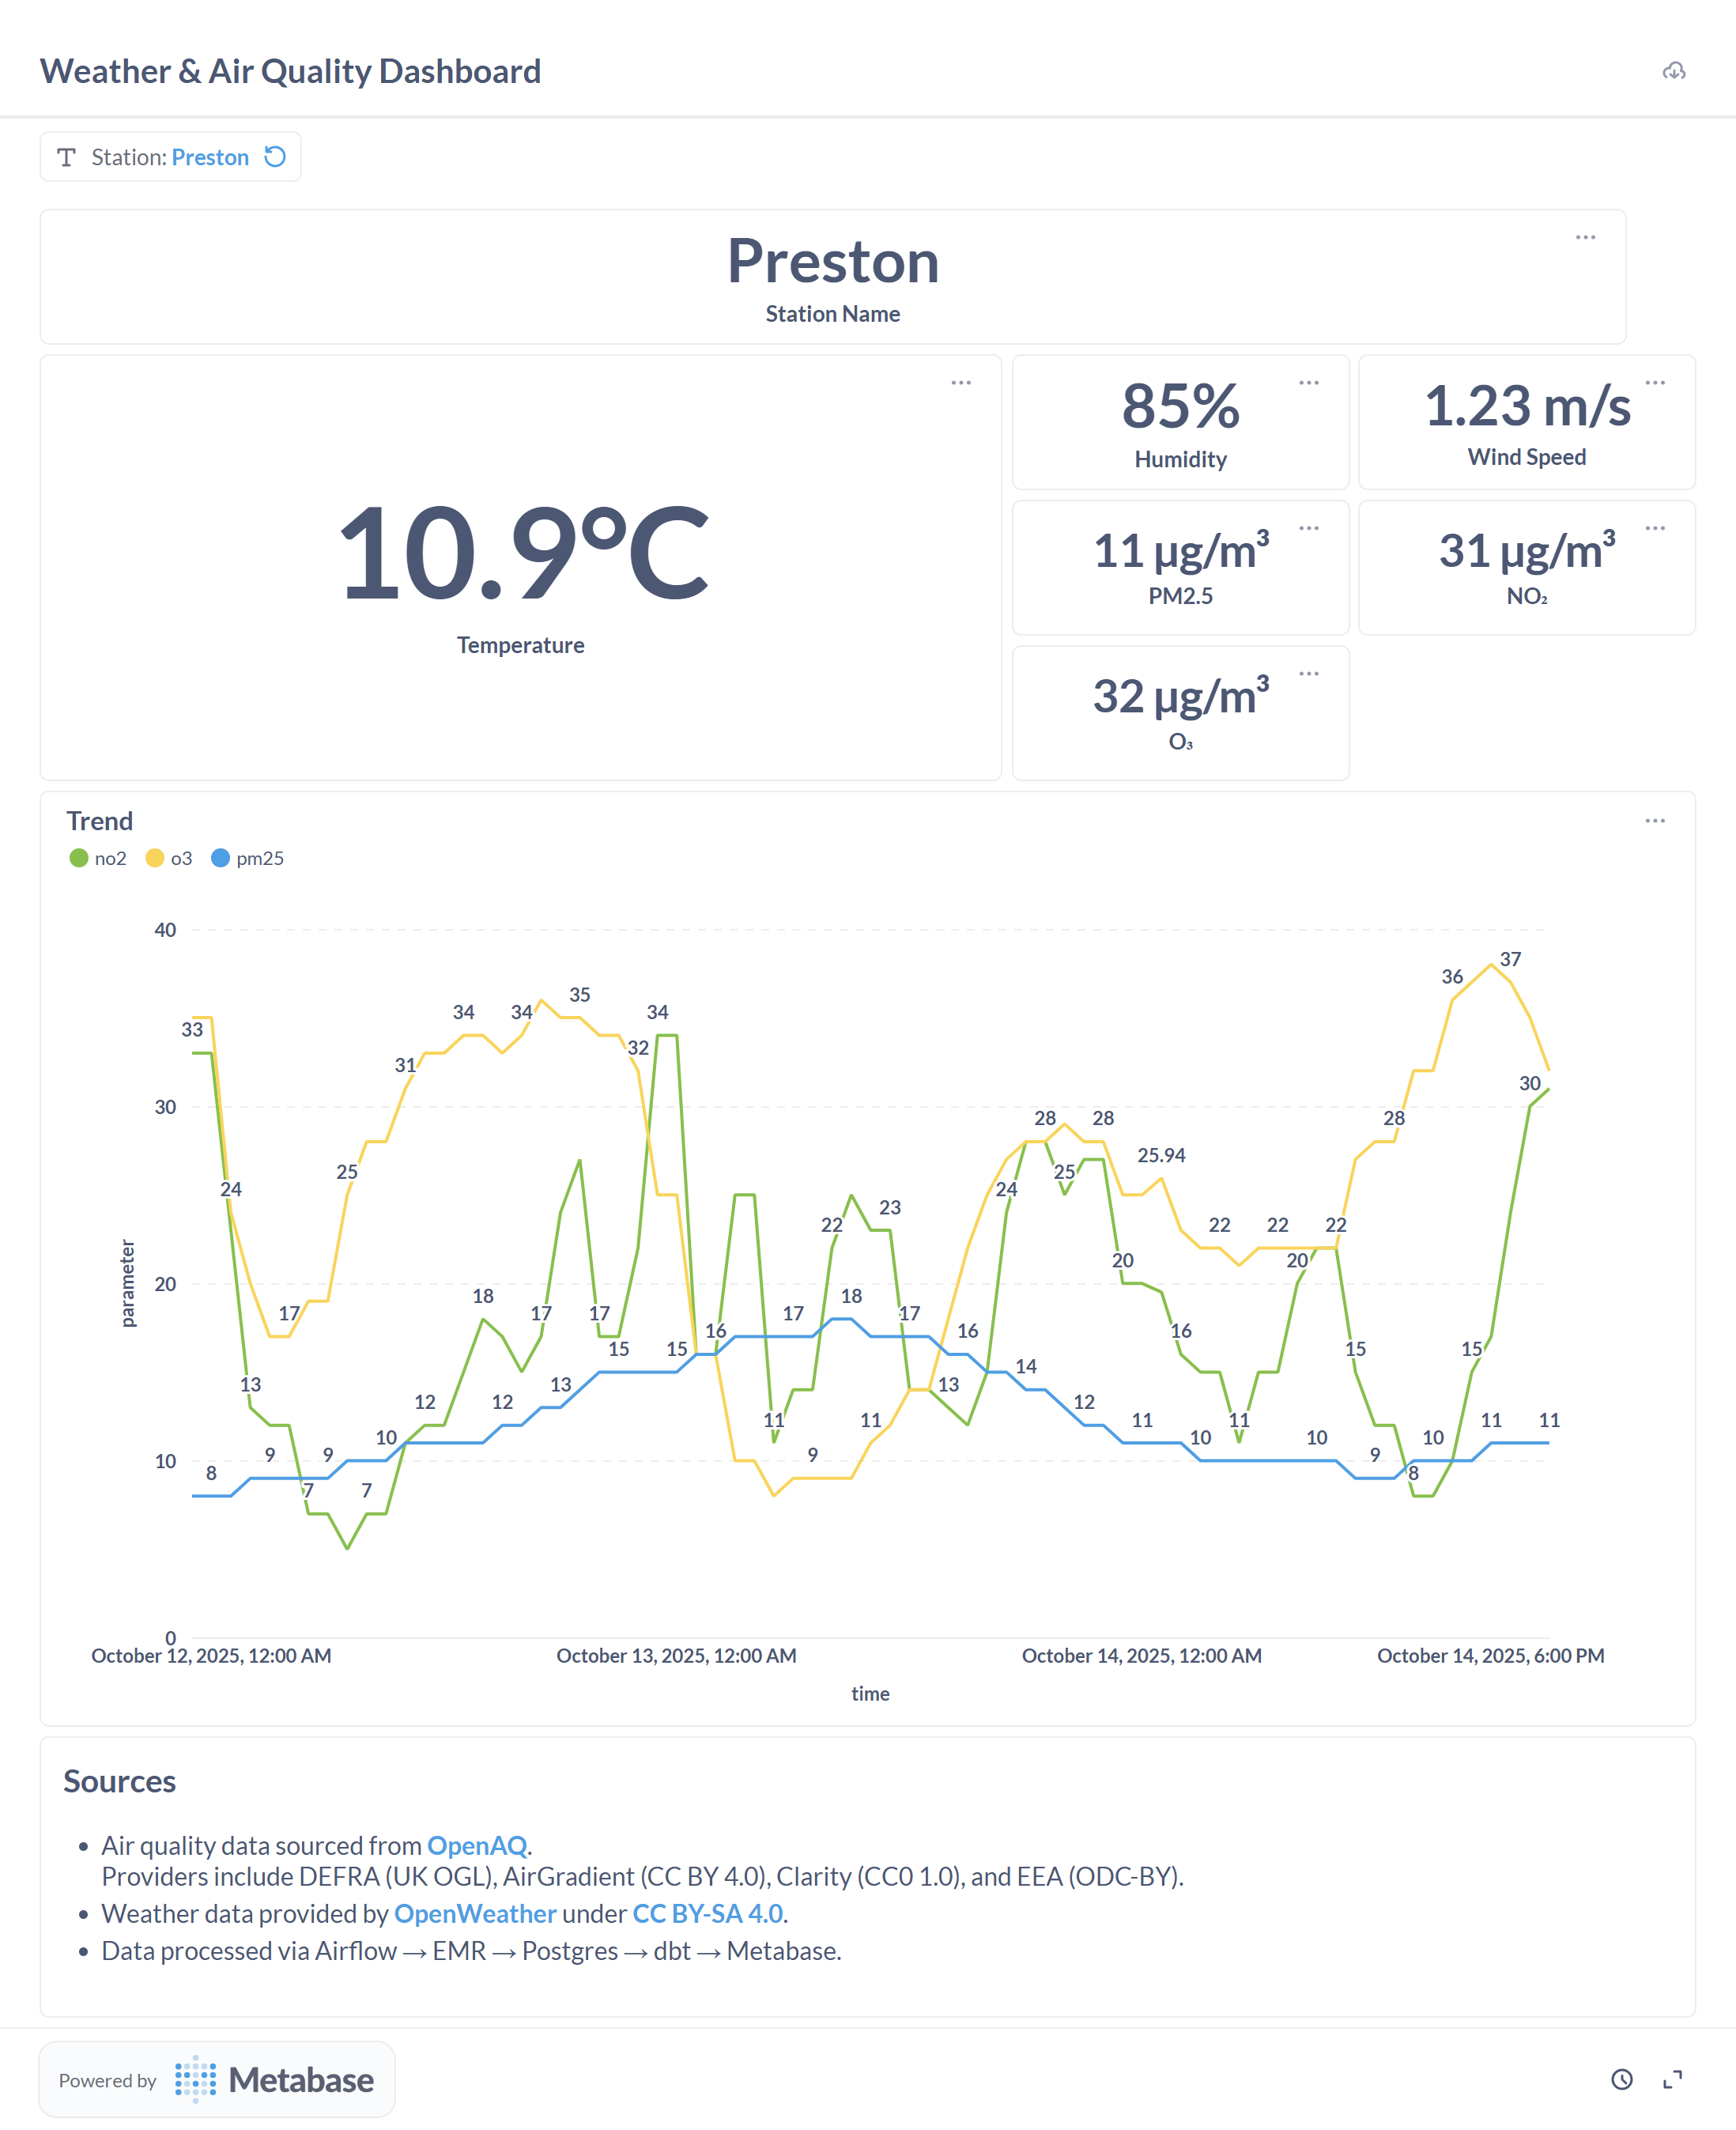 Weather & Air Quality Dashboard
Station: Preston
Preston
Station Name
10.9°C
Temperature
85%
Humidity
1.23 m/s
Wind Speed
11 µg/m³
PM2.5
31 µg/m³
NO₂
32 µg/m³
O₃
Trend
no2 o3 pm25
40
30
20
10
0
parameter
33 24 13 9 17 7 9 25 7 10 31 12 34 18 12 34 17 13 35 17 15 32 34 15 16 11 17 9 22 18 11 23 17 13 16 24 14 28 25 12 28 20 11 25.94 16 10 22 11 22 20 10 22 15 9 28 8 10 36 15 11 37 30 11
8
October 12, 2025, 12:00 AM
October 13, 2025, 12:00 AM
October 14, 2025, 12:00 AM
October 14, 2025, 6:00 PM
time
Sources
• Air quality data sourced from OpenAQ.
Providers include DEFRA (UK OGL), AirGradient (CC BY 4.0), Clarity (CC0 1.0), and EEA (ODC-BY).
• Weather data provided by OpenWeather under CC BY-SA 4.0.
• Data processed via Airflow → EMR → Postgres → dbt → Metabase.
Powered by Metabase